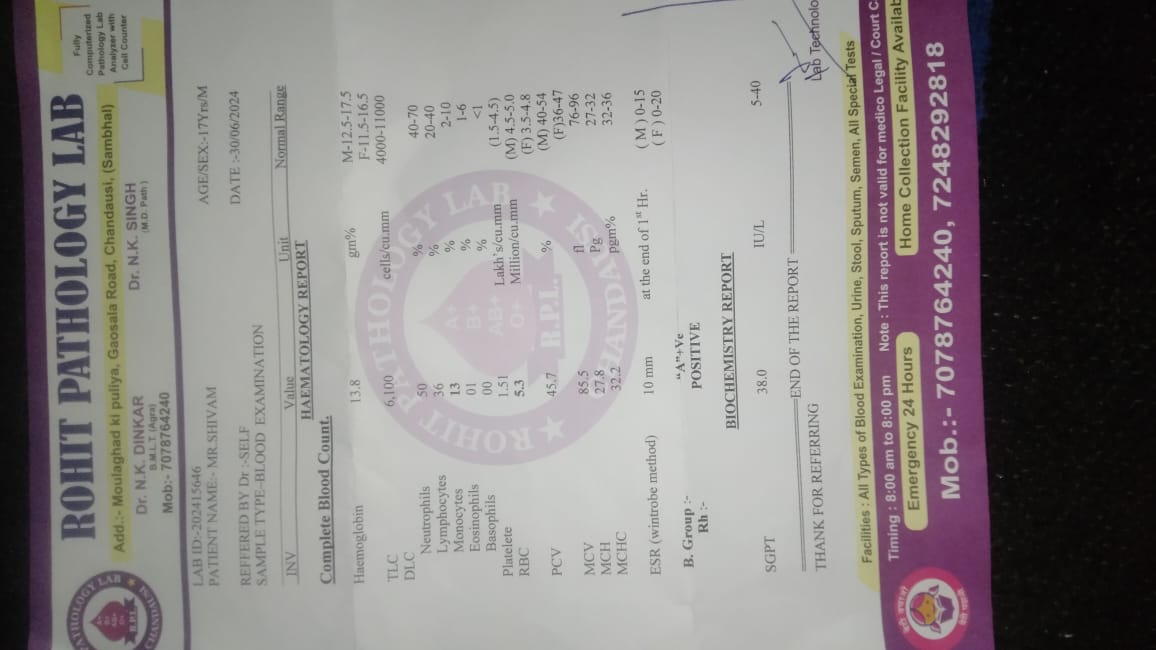 Fully
Computerized
Pathology Lab
Analyzer with
Cell Counter
ROHIT PATHOLOGY LAB
Add.:- Moulaghad ki puliya, Gaosala Road, Chandausi, (Sambhal)
Dr. N.K. DINKAR
B.M.L.T. (Agra)
Mob:- 7078764240
Dr. N.K. SINGH
(M.D. Path)
PATHOLOGY LAB
CHANDAUSI
A+
B+
AB+
O+
R.P.L.
LAB ID:-202415646
PATIENT NAME:- MR.SHIVAM AGE/SEX:-17Yrs/M
REFFERED BY Dr :-SELF DATE :-30/06/2024
SAMPLE TYPE-BLOOD EXAMINATION
INV Value Unit Normal Range
HAEMATOLOGY REPORT
Complete Blood Count.
Haemoglobin 13.8 gm% M-12.5-17.5
F-11.5-16.5
TLC 6,100 cells/cu.mm 4000-11000
DLC
Neutrophils 50 % 40-70
Lymphocytes 36 % 20-40
Monocytes 13 % 2-10
Eosinophils 01 % 1-6
Basophils 00 % <1
Platelete 1.51 Lakh's/cu.mm (1.5-4.5)
RBC 5.3 Million/cu.mm (M) 4.5-5.0
(F) 3.5-4.8
PCV 45.7 % (M) 40-54
(F)36-47
MCV 85.5 fl 76-96
MCH 27.8 Pg 27-32
MCHC 32.2 pgm% 32-36
ESR (wintrobe method) 10 mm at the end of 1st Hr. ( M ) 0-15
( F ) 0-20
B. Group :- “A”+Ve
Rh :- POSITIVE
BIOCHEMISTRY REPORT
SGPT 38.0 IU/L 5-40
END OF THE REPORT
THANK FOR REFERRING
Lab Technolo
ROHIT PATHOLOGY LAB
CHANDAUSI
A+
B+
AB+
O+
R.P.L.
Facilities : All Types of Blood Examination, Urine, Stool, Sputum, Semen, All Special Tests
Timing : 8:00 am to 8:00 pm Note : This report is not valid for medico Legal / Court C
Emergency 24 Hours Home Collection Facility Availab
Mob.:- 7078764240, 7248292818